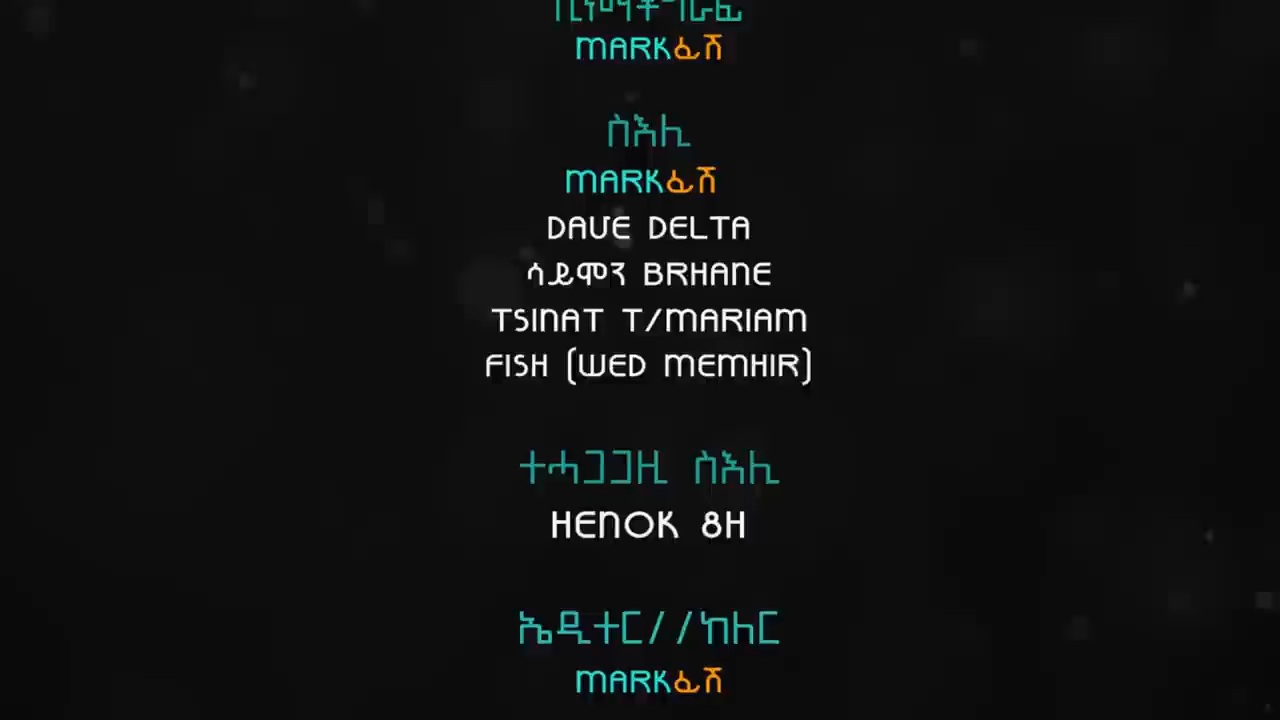 ሲነማቶግራፊ
MARKፊሽ
ስእሊ
MARKፊሽ
DAVE DELTA
ሳይሞን BRHANE
TSINAT T/MARIAM
FISH (WED MEMHIR)
ተሓጋጋዚ ስእሊ
HENOK 8H
ኤዲተር//ከለር
MARKፊሽ